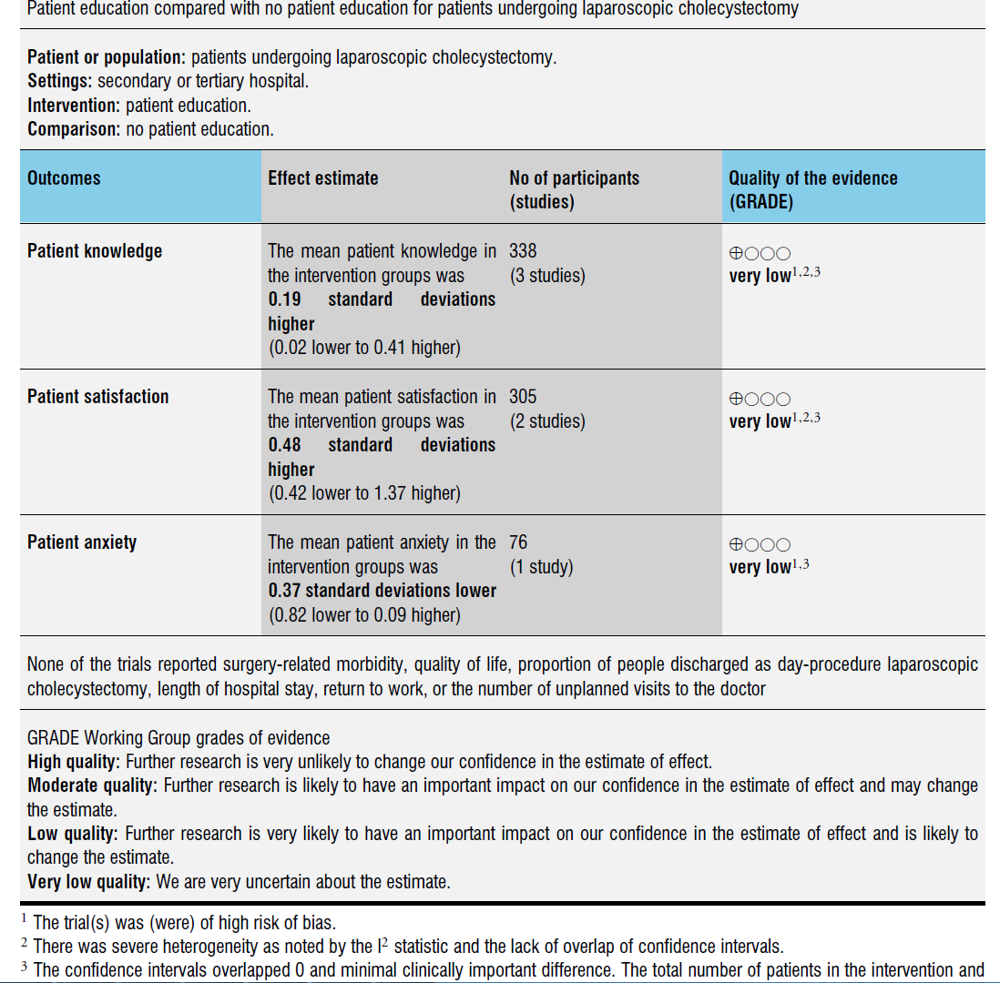 Patient education compared with no patient education for patients undergoing laparoscopic cholecystectomy
Patient or population: patients undergoing laparoscopic cholecystectomy.
Settings: secondary or tertiary hospital.
Intervention: patient education.
Comparison: no patient education.
Outcomes
Effect estimate
No of participants
(studies)
Quality of the evidence
(GRADE)
Patient knowledge
The mean patient knowledge in
the intervention groups was
0.19 standard deviations
higher
(0.02 lower to 0.41 higher)
338
(3 studies)
⊕○○○
very low1,2,3
Patient satisfaction
The mean patient satisfaction in
the intervention groups was
0.48 standard deviations
higher
(0.42 lower to 1.37 higher)
305
(2 studies)
⊕○○○
very low1,2,3
Patient anxiety
The mean patient anxiety in the
intervention groups was
0.37 standard deviations lower
(0.82 lower to 0.09 higher)
76
(1 study)
⊕○○○
very low1,3
None of the trials reported surgery-related morbidity, quality of life, proportion of people discharged as day-procedure laparoscopic
cholecystectomy, length of hospital stay, return to work, or the number of unplanned visits to the doctor
GRADE Working Group grades of evidence
High quality: Further research is very unlikely to change our confidence in the estimate of effect.
Moderate quality: Further research is likely to have an important impact on our confidence in the estimate of effect and may change
the estimate.
Low quality: Further research is very likely to have an important impact on our confidence in the estimate of effect and is likely to
change the estimate.
Very low quality: We are very uncertain about the estimate.
1 The trial(s) was (were) of high risk of bias.
2 There was severe heterogeneity as noted by the I2 statistic and the lack of overlap of confidence intervals.
3 The confidence intervals overlapped 0 and minimal clinically important difference. The total number of patients in the intervention and